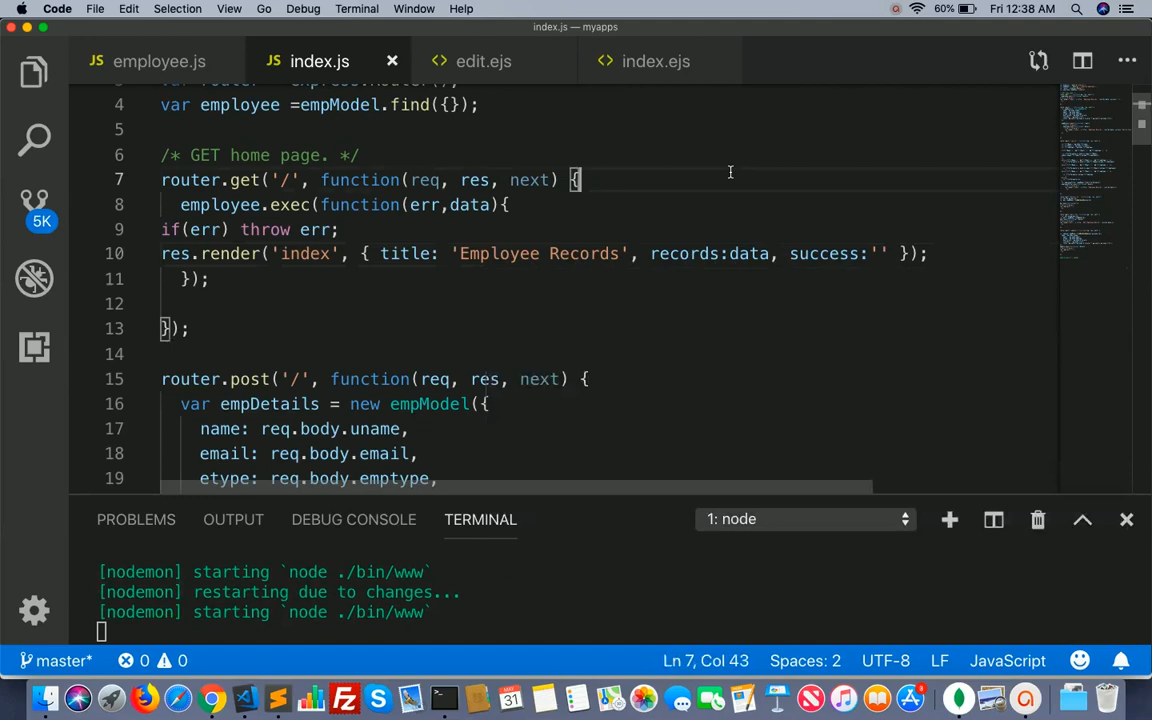 Code File Edit Selection View Go Debug Terminal Window Help 60% Fri 12:38 AM
index.js — myapps
JS employee.js JS index.js <> edit.ejs <> index.ejs
4 var employee =empModel.find({});
5
6 /* GET home page. */
7 router.get('/', function(req, res, next) {
8 employee.exec(function(err,data){
9 if(err) throw err;
10 res.render('index', { title: 'Employee Records', records:data, success:'' });
11 });
12
13 });
14
15 router.post('/', function(req, res, next) {
16 var empDetails = new empModel({
17 name: req.body.uname,
18 email: req.body.email,
19 etype: req.body.emptype,
5K
PROBLEMS OUTPUT DEBUG CONSOLE TERMINAL 1: node
[nodemon] starting `node ./bin/www`
[nodemon] restarting due to changes...
[nodemon] starting `node ./bin/www`
master* 0 0 Ln 7, Col 43 Spaces: 2 UTF-8 LF JavaScript